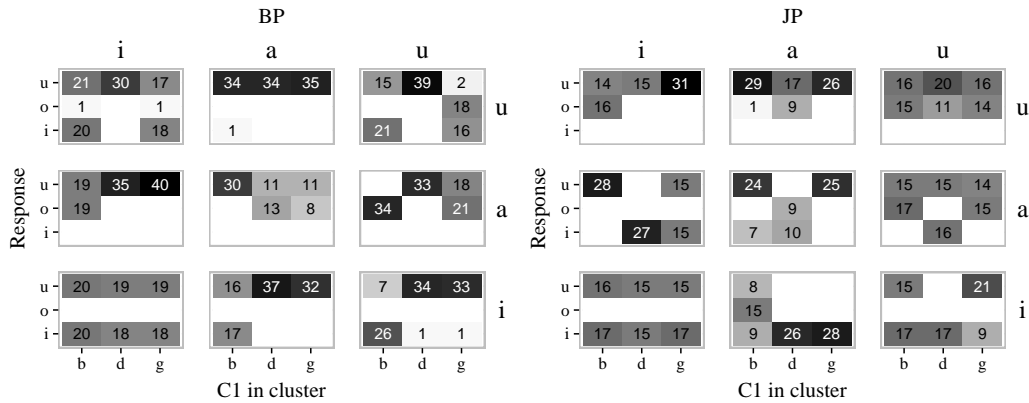 BP JP
i a u i a u
u 21 30 17 34 34 35 15 39 2 u 14 15 31 29 17 26 16 20 16
o 1 1 18 u o 16 1 9 15 11 14 u
i 20 18 1 21 16 i
Response Response
u 19 35 40 30 11 11 33 18 u 28 15 24 25 15 15 14
o 19 13 8 34 21 a o 9 17 15 a
i i 27 15 7 10 16
u 20 19 19 16 37 32 7 34 33 u 16 15 15 8 15 21
o i o 15 i
i 20 18 18 17 26 1 1 i 17 15 17 9 26 28 17 17 9
b d g b d g b d g b d g b d g b d g
C1 in cluster C1 in cluster